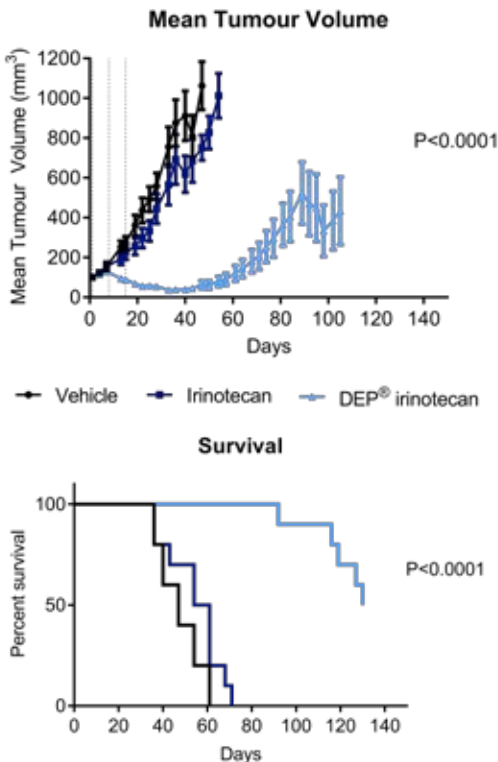 Mean Tumour Volume
Mean Tumour Volume (mm³)
1200
1000
800
600
400
200
0
P<0.0001
0 20 40 60 80 100 120 140
Days
Vehicle Irinotecan DEP® irinotecan
Survival
Percent survival
100
50
0
P<0.0001
0 20 40 60 80 100 120 140
Days